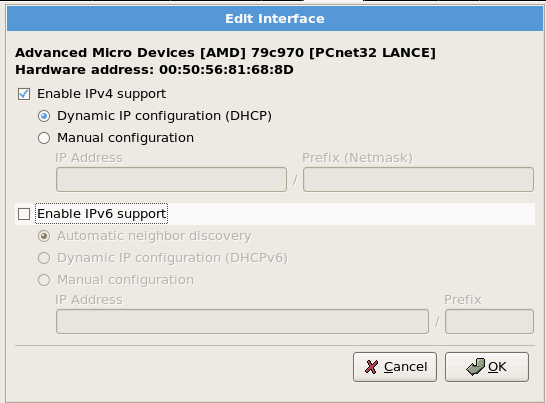 Edit Interface
Advanced Micro Devices [AMD] 79c970 [PCnet32 LANCE]
Hardware address: 00:50:56:81:68:8D
Enable IPv4 support
Dynamic IP configuration (DHCP)
Manual configuration
IP Address Prefix (Netmask)
/
Enable IPv6 support
Automatic neighbor discovery
Dynamic IP configuration (DHCPv6)
Manual configuration
IP Address Prefix
/
Cancel OK